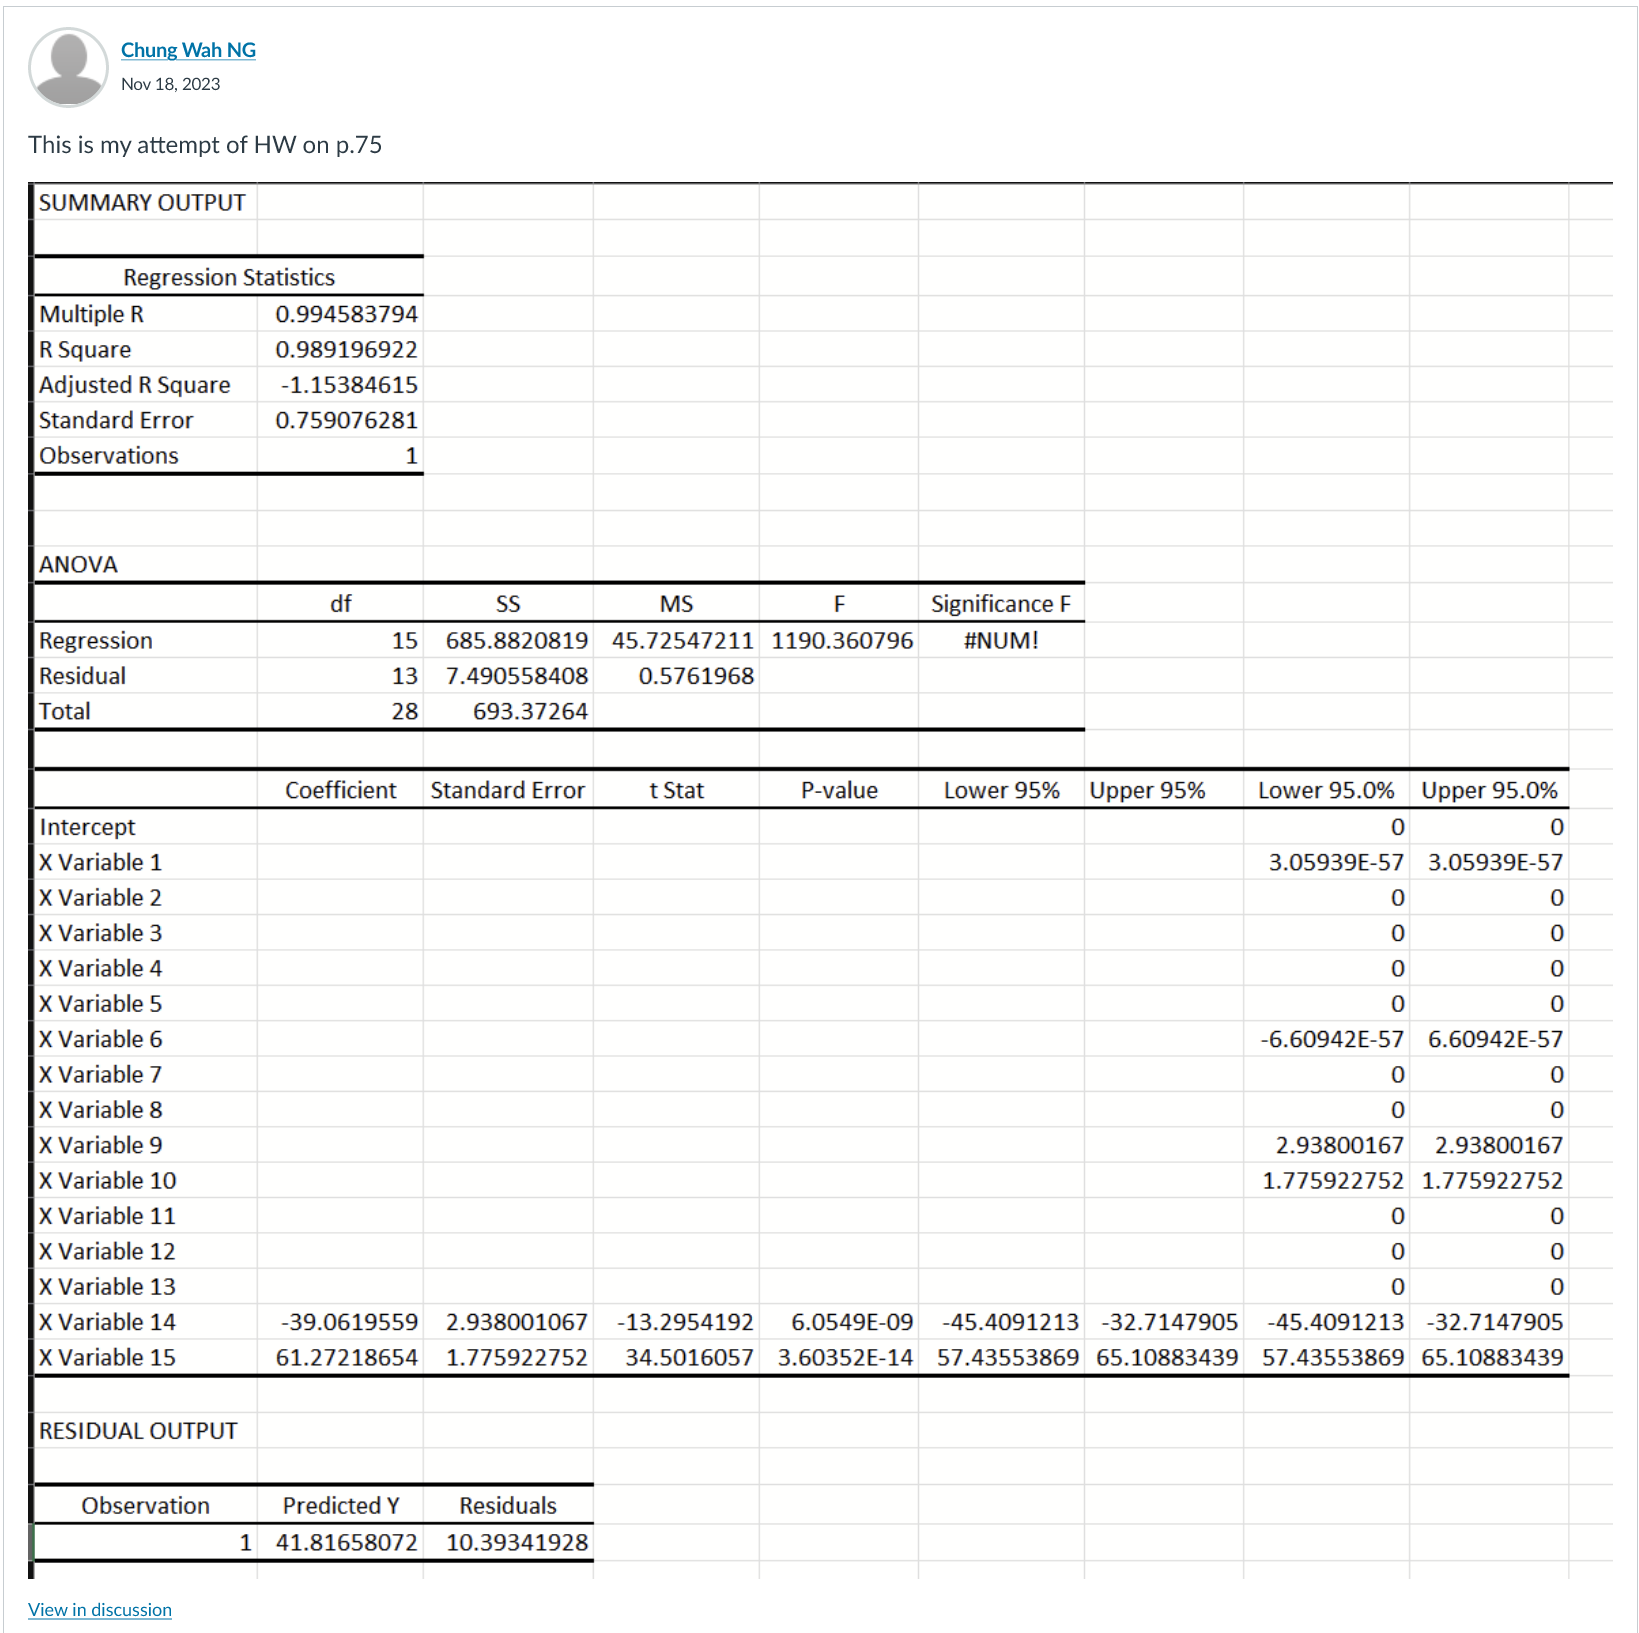 Chung Wah NG
Nov 18, 2023
This is my attempt of HW on p.75
SUMMARY OUTPUT
Regression Statistics
Multiple R 0.994583794
R Square 0.989196922
Adjusted R Square -1.15384615
Standard Error 0.759076281
Observations 1
ANOVA
df SS MS F Significance F
Regression 15 685.8820819 45.72547211 1190.360796 #NUM!
Residual 13 7.490558408 0.5761968
Total 28 693.37264
Coefficient Standard Error t Stat P-value Lower 95% Upper 95% Lower 95.0% Upper 95.0%
Intercept 0 0
X Variable 1 3.05939E-57 3.05939E-57
X Variable 2 0 0
X Variable 3 0 0
X Variable 4 0 0
X Variable 5 0 0
X Variable 6 -6.60942E-57 6.60942E-57
X Variable 7 0 0
X Variable 8 0 0
X Variable 9 2.93800167 2.93800167
X Variable 10 1.775922752 1.775922752
X Variable 11 0 0
X Variable 12 0 0
X Variable 13 0 0
X Variable 14 -39.0619559 2.938001067 -13.2954192 6.0549E-09 -45.4091213 -32.7147905 -45.4091213 -32.7147905
X Variable 15 61.27218654 1.775922752 34.5016057 3.60352E-14 57.43553869 65.10883439 57.43553869 65.10883439
RESIDUAL OUTPUT
Observation Predicted Y Residuals
1 41.81658072 10.39341928
View in discussion